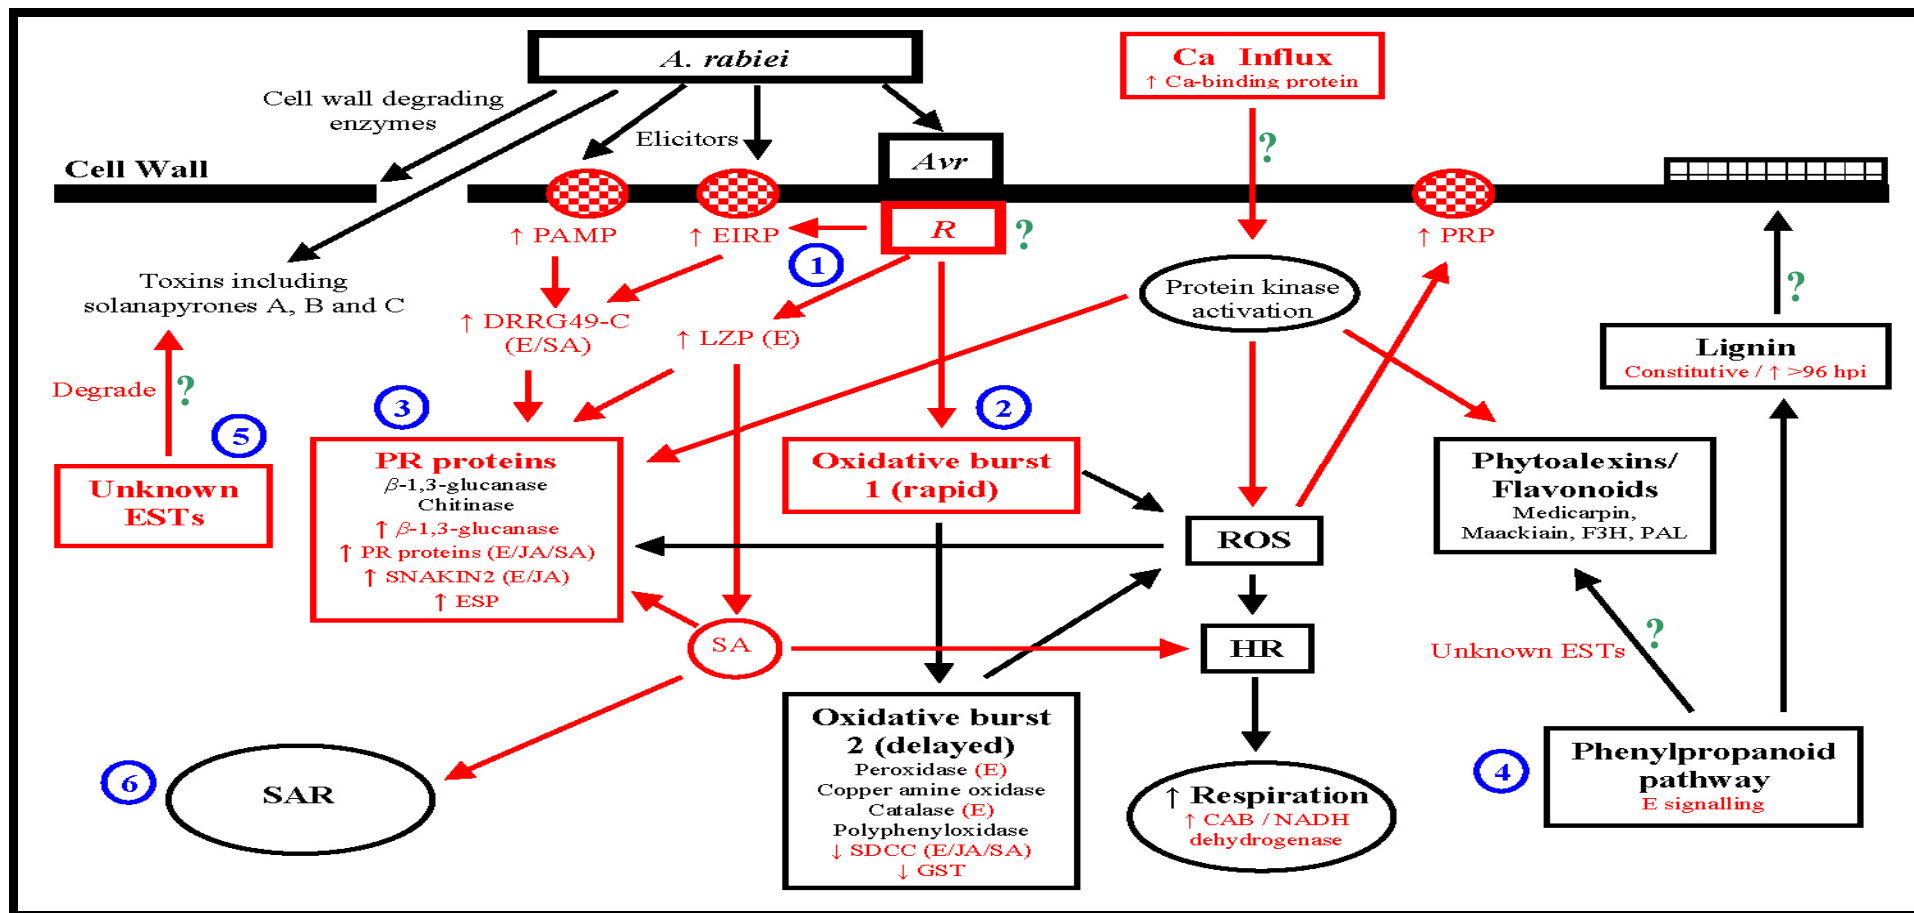 A. rabiei
Ca Influx
↑ Ca-binding protein
Cell wall degrading
enzymes
Elicitors
Avr
?
Cell Wall
R
?
↑ PAMP
↑ EIRP
↑ PRP
1
Toxins including
solanapyrones A, B and C
Protein kinase
activation
?
↑ DRRG49-C
(E/SA)
↑ LZP (E)
Lignin
Constitutive / ↑ >96 hpi
Degrade
?
3
2
5
Unknown
ESTs
PR proteins
β-1,3-glucanase
Chitinase
↑ β-1,3-glucanase
↑ PR proteins (E/JA/SA)
↑ SNAKIN2 (E/JA)
↑ ESP
Oxidative burst
1 (rapid)
ROS
Phytoalexins/
Flavonoids
Medicarpin,
Maackiain, F3H, PAL
SA
HR
Unknown ESTs
?
Oxidative burst
2 (delayed)
Peroxidase (E)
Copper amine oxidase
Catalase (E)
Polyphenyloxidase
↓ SDCC (E/JA/SA)
↓ GST
6
SAR
↑ Respiration
↑ CAB / NADH
dehydrogenase
4
Phenylpropanoid
pathway
E signalling